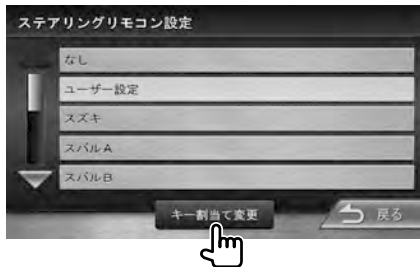 ステアリングリモコン設定
なし
ユーザー設定
スズキ
スバルA
スバルB
キー割当て変更
戻る